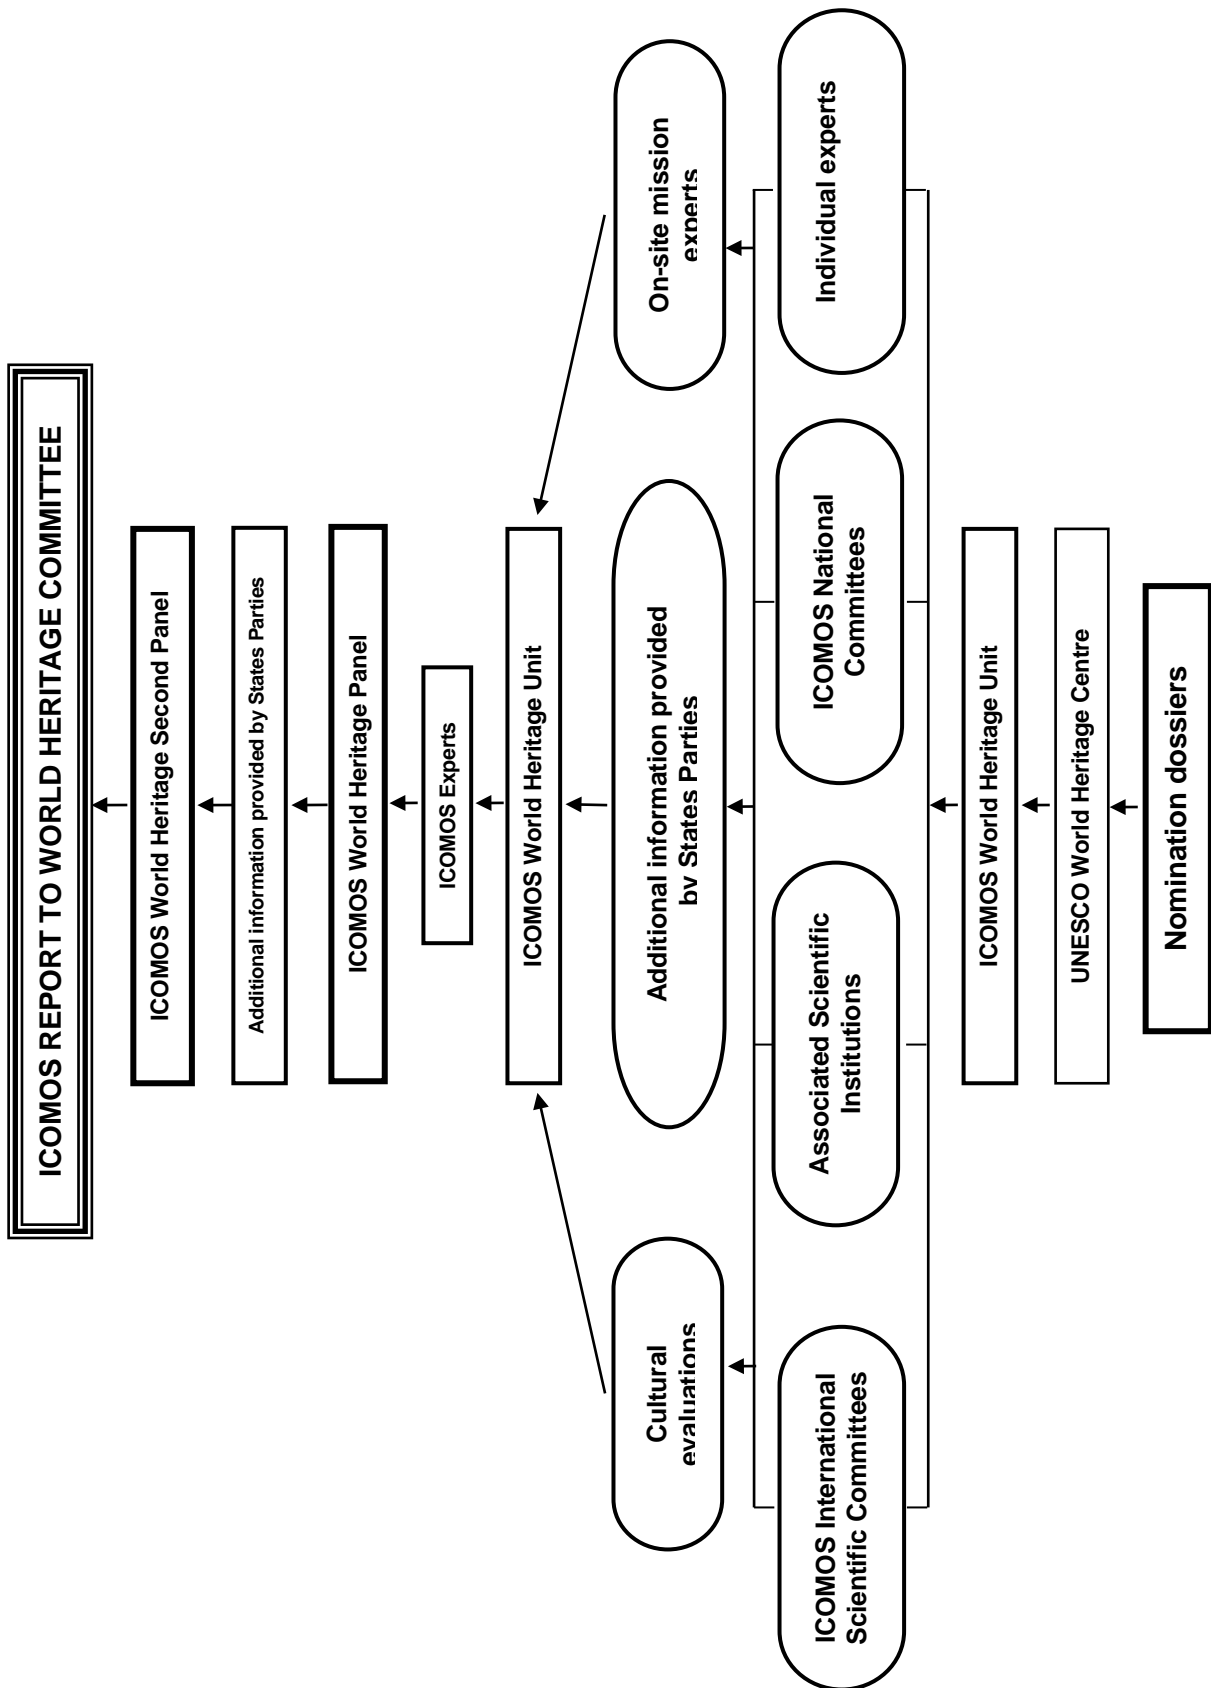 ICOMOS REPORT TO WORLD HERITAGE COMMITTEE
ICOMOS World Heritage Second Panel
Additional information provided by States Parties
ICOMOS World Heritage Panel
ICOMOS Experts
ICOMOS World Heritage Unit
Cultural
evaluations
Additional information provided
by States Parties
On-site mission
experts
ICOMOS International
Scientific Committees
Associated Scientific
Institutions
ICOMOS National
Committees
Individual experts
ICOMOS World Heritage Unit
UNESCO World Heritage Centre
Nomination dossiers